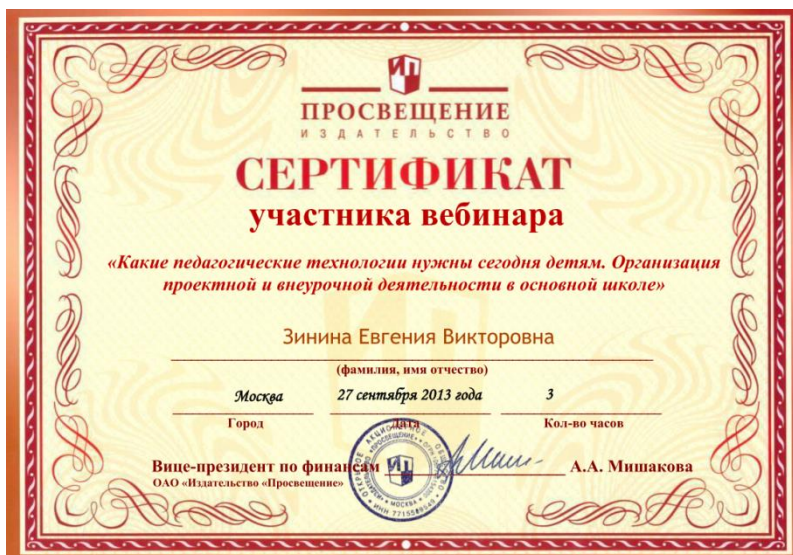 ИП
ПРОСВЕЩЕНИЕ
ИЗДАТЕЛЬСТВО
СЕРТИФИКАТ
участника вебинара
«Какие педагогические технологии нужны сегодня детям. Организация
проектной и внеурочной деятельности в основной школе»
Зинина Евгения Викторовна
(фамилия, имя отчество)
Москва 27 сентября 2013 года 3
Город Дата Кол-во часов
Вице-президент по финансам А.А. Мишакова
ОАО «Издательство «Просвещение»